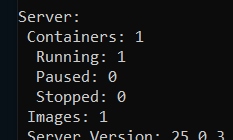 Server:
Containers: 1
Running: 1
Paused: 0
Stopped: 0
Images: 1
Server Version: 25.0.3